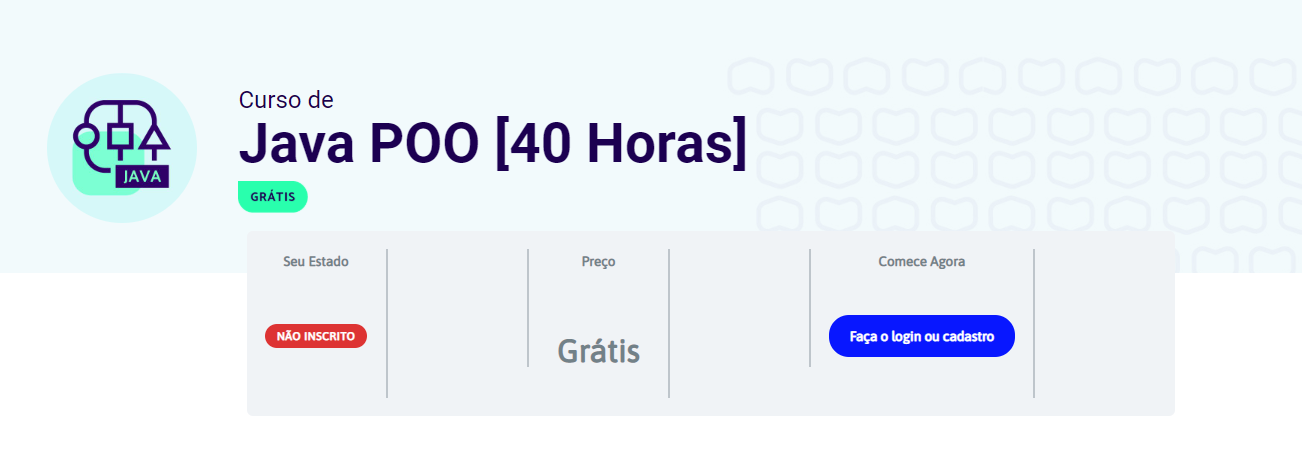 Curso de
Java POO [40 Horas]
JAVA
GRÁTIS
Seu Estado
Preço
Comece Agora
NÃO INSCRITO
Grátis
Faça o login ou cadastro